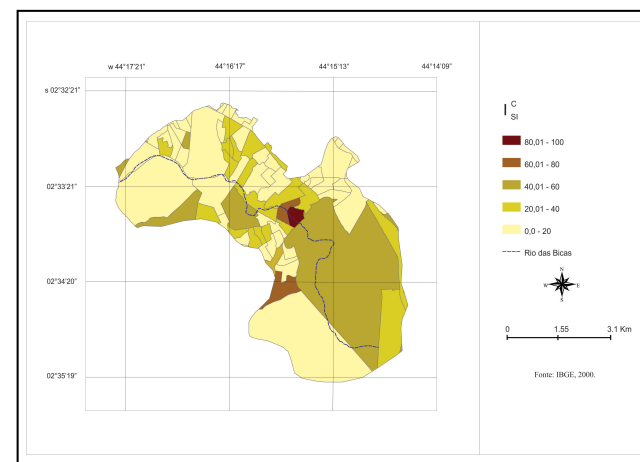 w 44°17'21" 44°16'17" 44°15'13" 44°14'09"
s 02°32'21"
02°33'21"
02°34'20"
02°35'19"
C
SI
80,01 - 100
60,01 - 80
40,01 - 60
20,01 - 40
0,0 - 20
Rio das Bicas
N
W E
S
0 1.55 3.1 Km
Fonte: IBGE, 2000.